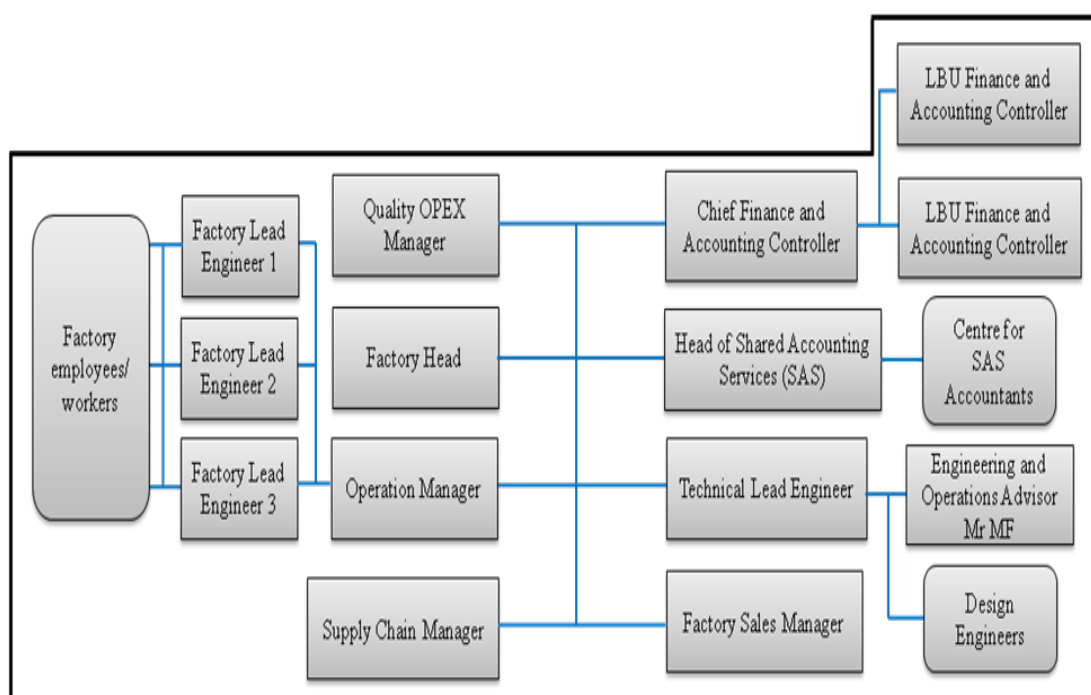 LBU Finance and
Accounting Controller
Quality OPEX
Manager
Chief Finance and
Accounting Controller
LBU Finance and
Accounting Controller
Factory Lead
Engineer 1
Factory
employees/
workers
Factory Lead
Engineer 2
Factory Head
Head of Shared Accounting
Services (SAS)
Centre for
SAS
Accountants
Factory Lead
Engineer 3
Operation Manager
Technical Lead Engineer
Engineering and
Operations Advisor
Mr MF
Supply Chain Manager
Factory Sales Manager
Design
Engineers